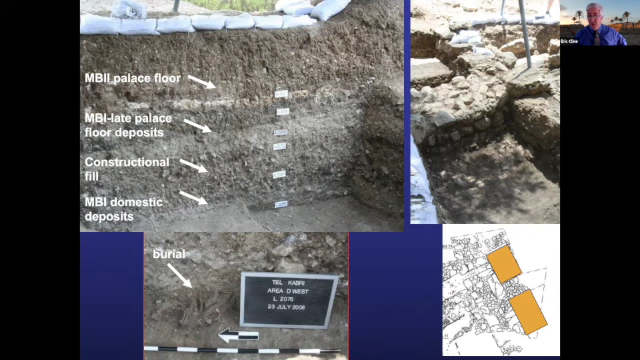 MBII palace floor
MBI-late palace
floor deposits
Constructional
fill
MBI domestic
deposits
burial
TEL KABRI
AREA D WEST
L. 2076
23 JULY 2008
Eric Cline